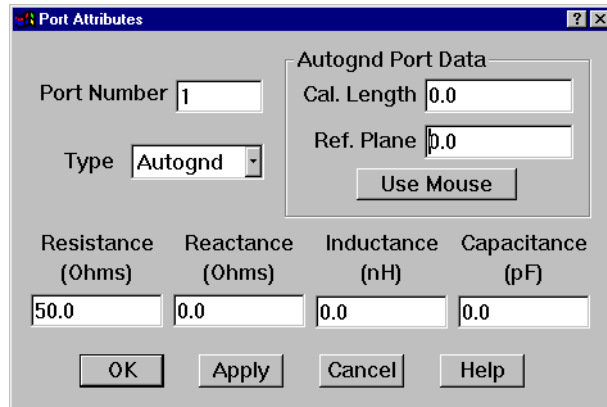 Port Attributes
Port Number 1
Type Autognd
Autognd Port Data
Cal. Length 0.0
Ref. Plane 0.0
Use Mouse
Resistance (Ohms) 50.0
Reactance (Ohms) 0.0
Inductance (nH) 0.0
Capacitance (pF) 0.0
OK Apply Cancel Help